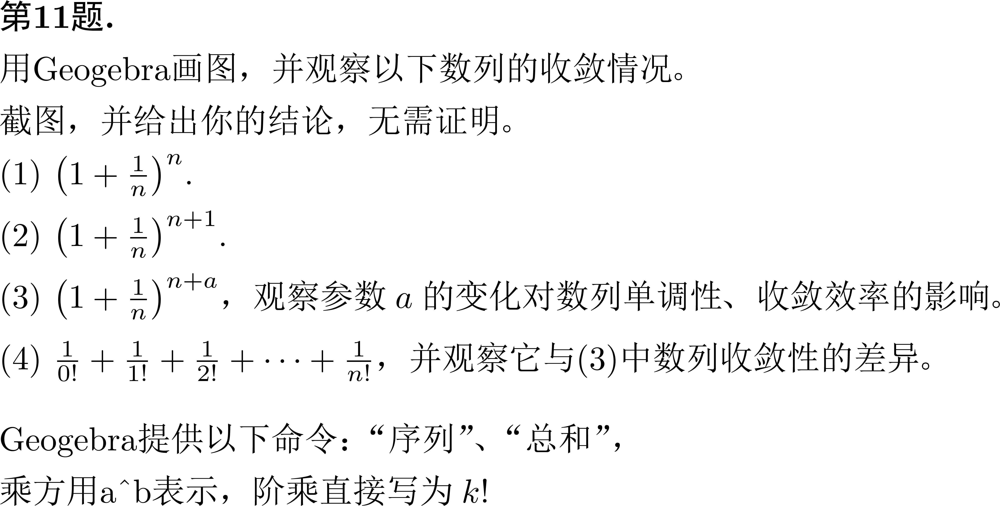 第11题.
用Geogebra画图，并观察以下数列的收敛情况。
截图，并给出你的结论，无需证明。
(1) $\left(1+\frac{1}{n}\right)^{n}$.
(2) $\left(1+\frac{1}{n}\right)^{n+1}$.
(3) $\left(1+\frac{1}{n}\right)^{n+a}$，观察参数 $a$ 的变化对数列单调性、收敛效率的影响。
(4) $\frac{1}{0!}+\frac{1}{1!}+\frac{1}{2!}+\cdots+\frac{1}{n!}$，并观察它与(3)中数列收敛性的差异。
Geogebra提供以下命令：“序列”、“总和”，
乘方用a^b表示，阶乘直接写为 $k!$